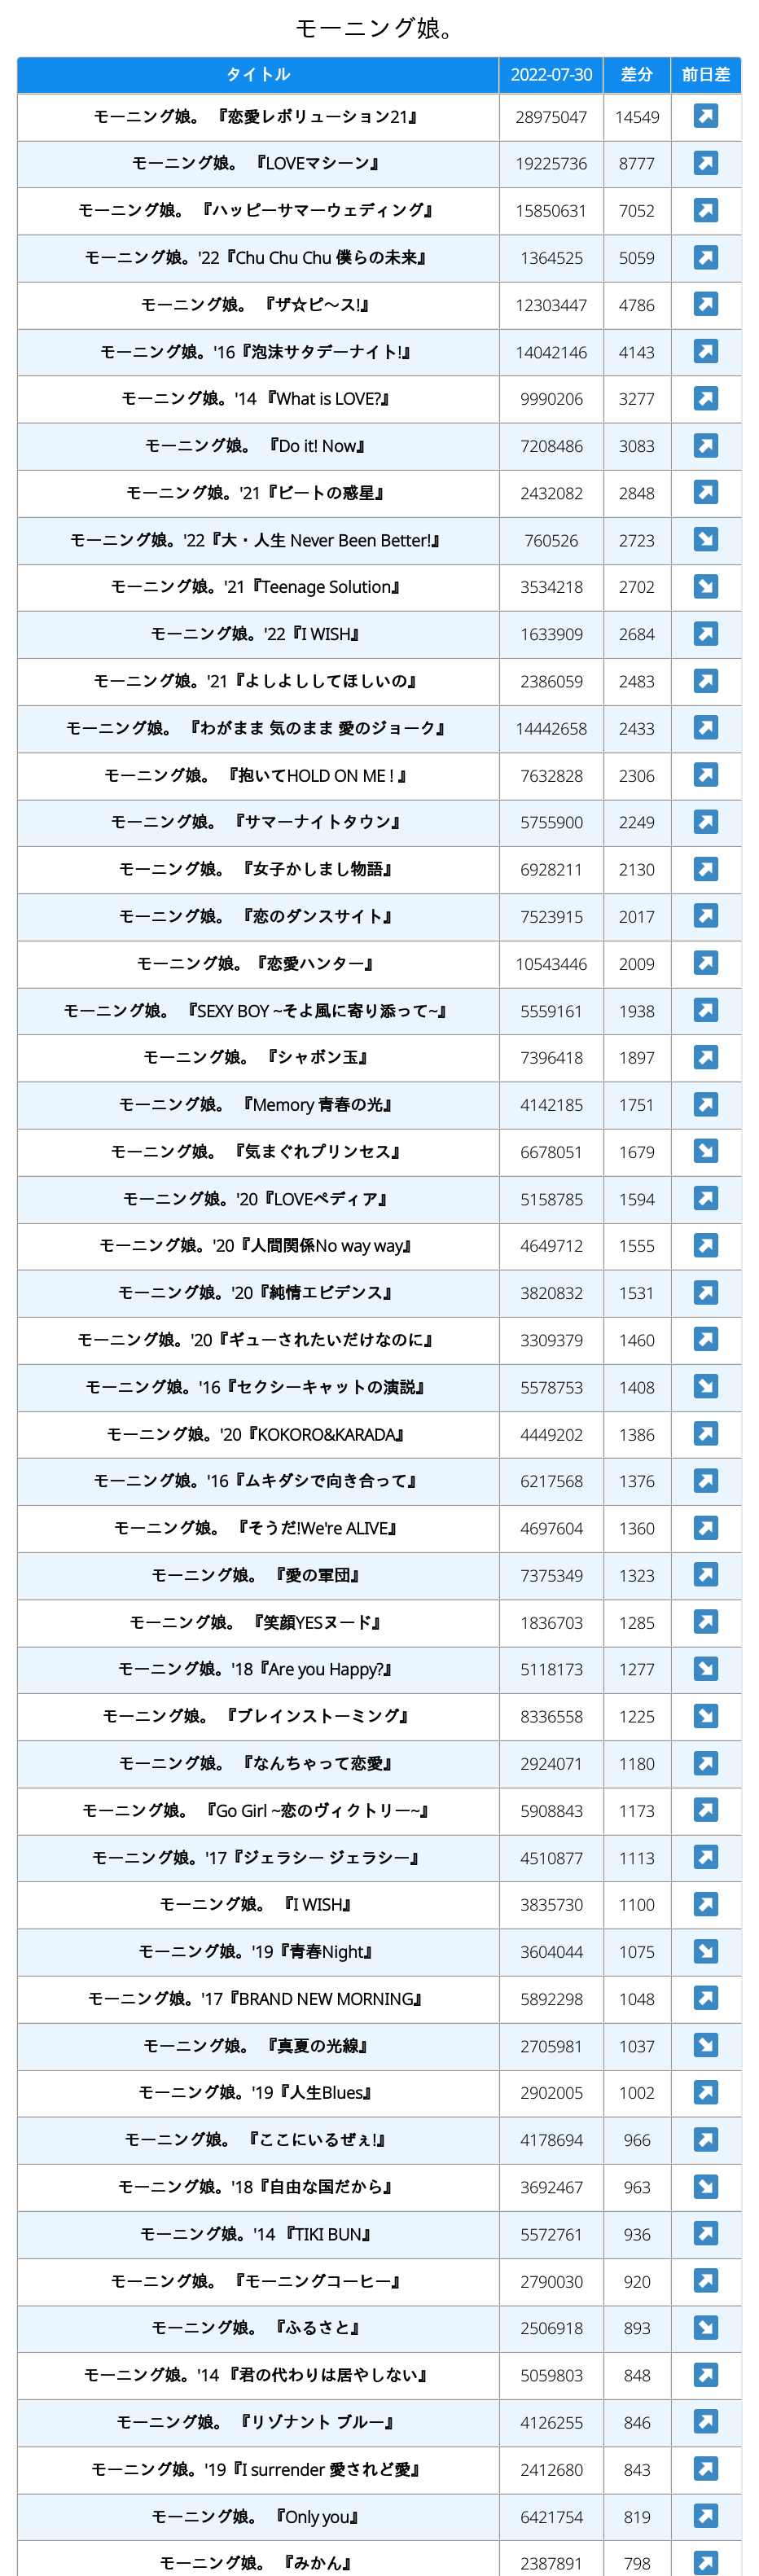 モーニング娘。
タイトル 2022-07-30 差分 前日差
モーニング娘。 『恋愛レボリューション21』 28975047 14549
モーニング娘。 『LOVEマシーン』 19225736 8777
モーニング娘。 『ハッピーサマーウェディング』 15850631 7052
モーニング娘。'22『Chu Chu Chu 僕らの未来』 1364525 5059
モーニング娘。 『ザ☆ピ〜ス!』 12303447 4786
モーニング娘。'16『泡沫サタデーナイト!』 14042146 4143
モーニング娘。'14 『What is LOVE?』 9990206 3277
モーニング娘。 『Do it! Now』 7208486 3083
モーニング娘。'21『ビートの惑星』 2432082 2848
モーニング娘。'22『大・人生 Never Been Better!』 760526 2723
モーニング娘。'21『Teenage Solution』 3534218 2702
モーニング娘。'22『I WISH』 1633909 2684
モーニング娘。'21『よしよししてほしいの』 2386059 2483
モーニング娘。 『わがまま 気のまま 愛のジョーク』 14442658 2433
モーニング娘。 『抱いてHOLD ON ME ! 』 7632828 2306
モーニング娘。 『サマーナイトタウン』 5755900 2249
モーニング娘。 『女子かしまし物語』 6928211 2130
モーニング娘。 『恋のダンスサイト』 7523915 2017
モーニング娘。『恋愛ハンター』 10543446 2009
モーニング娘。 『SEXY BOY ~そよ風に寄り添って~』 5559161 1938
モーニング娘。 『シャボン玉』 7396418 1897
モーニング娘。 『Memory 青春の光』 4142185 1751
モーニング娘。 『気まぐれプリンセス』 6678051 1679
モーニング娘。'20『LOVEペディア』 5158785 1594
モーニング娘。'20『人間関係No way way』 4649712 1555
モーニング娘。'20『純情エビデンス』 3820832 1531
モーニング娘。'20『ギューされたいだけなのに』 3309379 1460
モーニング娘。'16『セクシーキャットの演説』 5578753 1408
モーニング娘。'20『KOKORO&KARADA』 4449202 1386
モーニング娘。'16『ムキダシで向き合って』 6217568 1376
モーニング娘。 『そうだ!We're ALIVE』 4697604 1360
モーニング娘。 『愛の軍団』 7375349 1323
モーニング娘。 『笑顔YESヌード』 1836703 1285
モーニング娘。'18『Are you Happy?』 5118173 1277
モーニング娘。 『ブレインストーミング』 8336558 1225
モーニング娘。 『なんちゃって恋愛』 2924071 1180
モーニング娘。 『Go Girl ~恋のヴィクトリー~』 5908843 1173
モーニング娘。'17『ジェラシー ジェラシー』 4510877 1113
モーニング娘。 『I WISH』 3835730 1100
モーニング娘。'19『青春Night』 3604044 1075
モーニング娘。'17『BRAND NEW MORNING』 5892298 1048
モーニング娘。 『真夏の光線』 2705981 1037
モーニング娘。'19『人生Blues』 2902005 1002
モーニング娘。 『ここにいるぜぇ!』 4178694 966
モーニング娘。'18『自由な国だから』 3692467 963
モーニング娘。'14 『TIKI BUN』 5572761 936
モーニング娘。 『モーニングコーヒー』 2790030 920
モーニング娘。 『ふるさと』 2506918 893
モーニング娘。'14 『君の代わりは居やしない』 5059803 848
モーニング娘。 『リゾナント ブルー』 4126255 846
モーニング娘。'19『I surrender 愛されど愛』 2412680 843
モーニング娘。 『Only you』 6421754 819
モーニング娘。 『みかん』 2387891 798